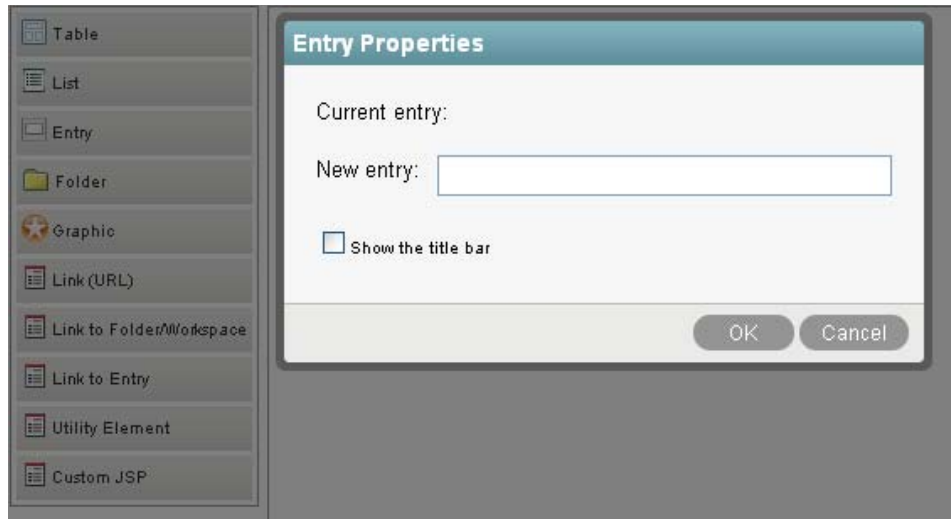 Table
List
Entry
Folder
Graphic
Link (URL)
Link to Folder/Workspace
Link to Entry
Utility Element
Custom JSP
Entry Properties
Current entry:
New entry:
Show the title bar
OK
Cancel